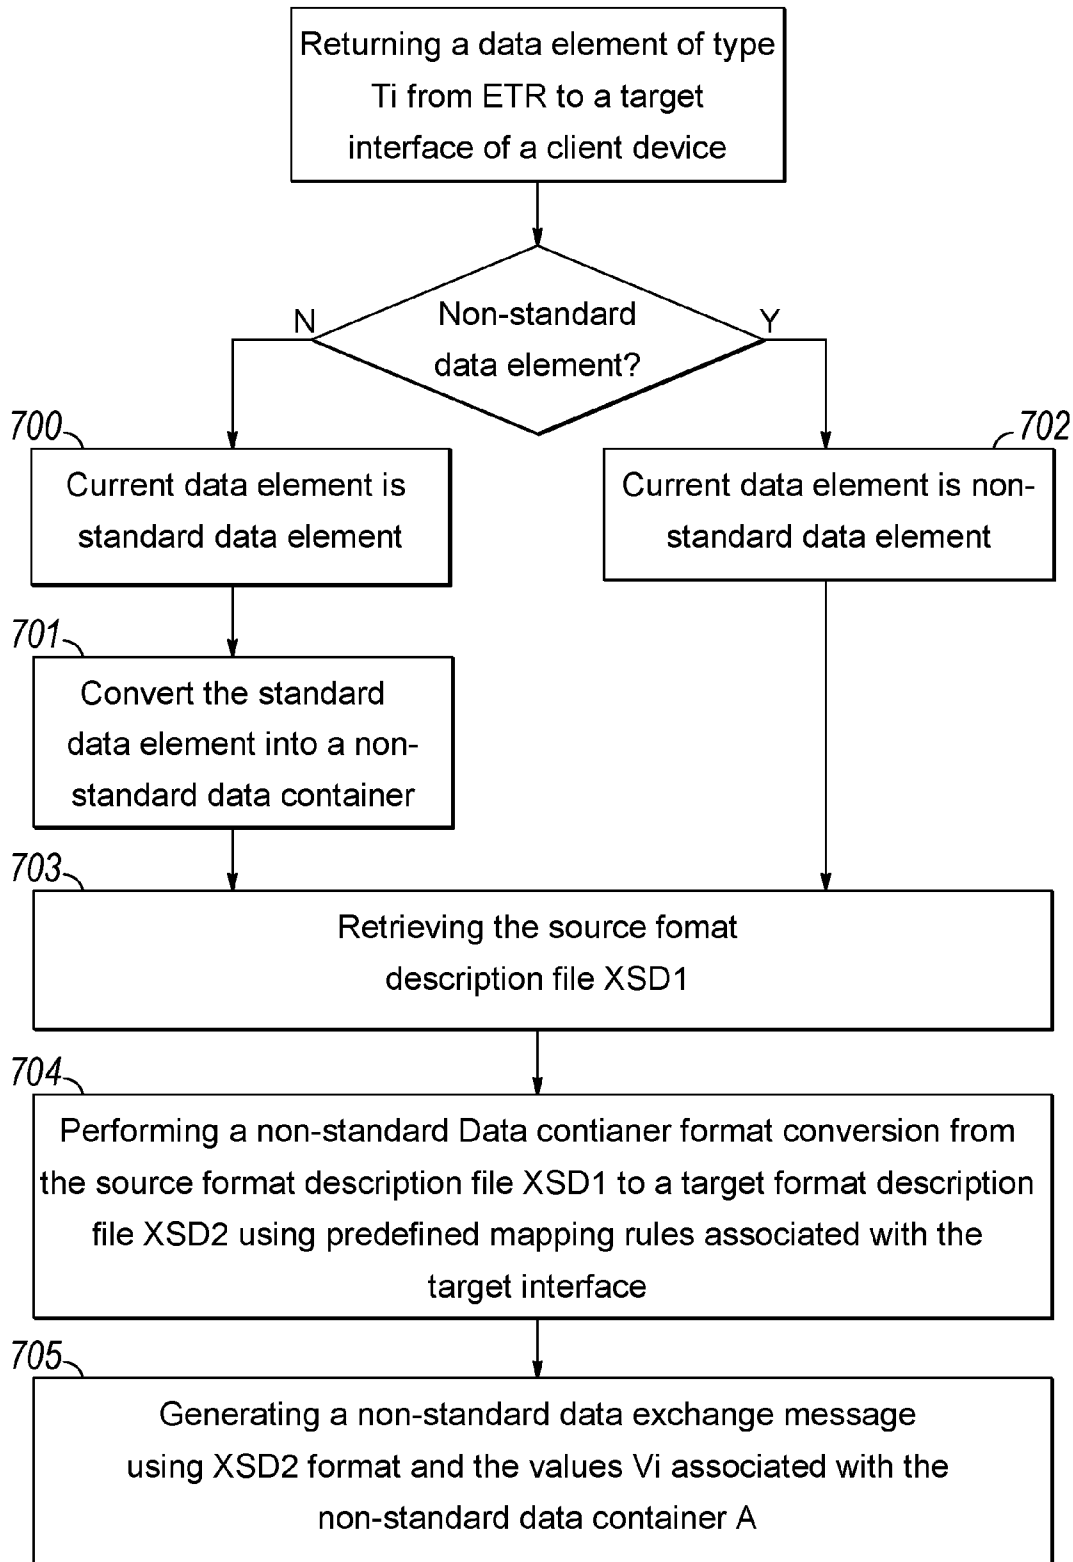 Returning a data element of type
Ti from ETR to a target
interface of a client device
Non-standard
data element?
N
Y
700
Current data element is
standard data element
702
Current data element is non-
standard data element
701
Convert the standard
data element into a non-
standard data container
703
Retrieving the source fomat
description file XSD1
704
Performing a non-standard Data contianer format conversion from
the source format description file XSD1 to a target format description
file XSD2 using predefined mapping rules associated with the
target interface
705
Generating a non-standard data exchange message
using XSD2 format and the values Vi associated with the
non-standard data container A